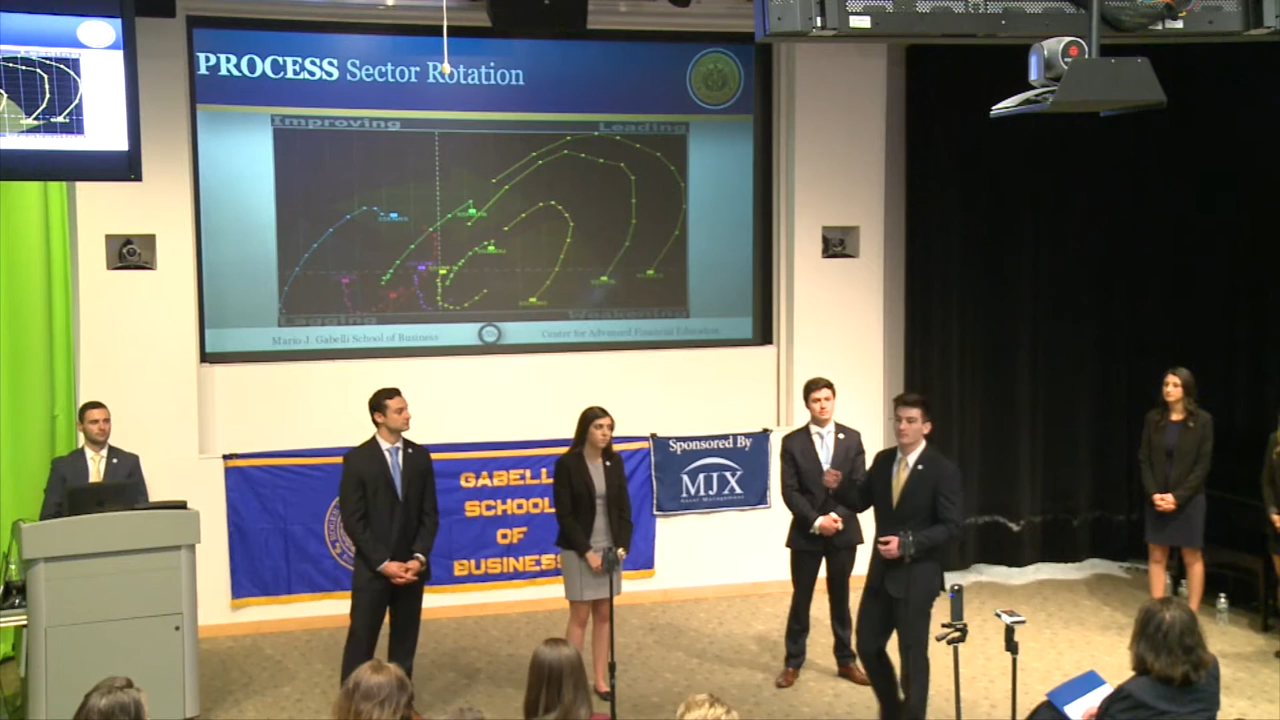 PROCESS Sector Rotation
Improving
Leading
Lagging
Weakening
Mario J. Gabelli School of Business
Center for Advanced Financial Education
Leading
GABELLI
SCHOOL
OF
BUSINESS
Sponsored By
MJX
Asset Management